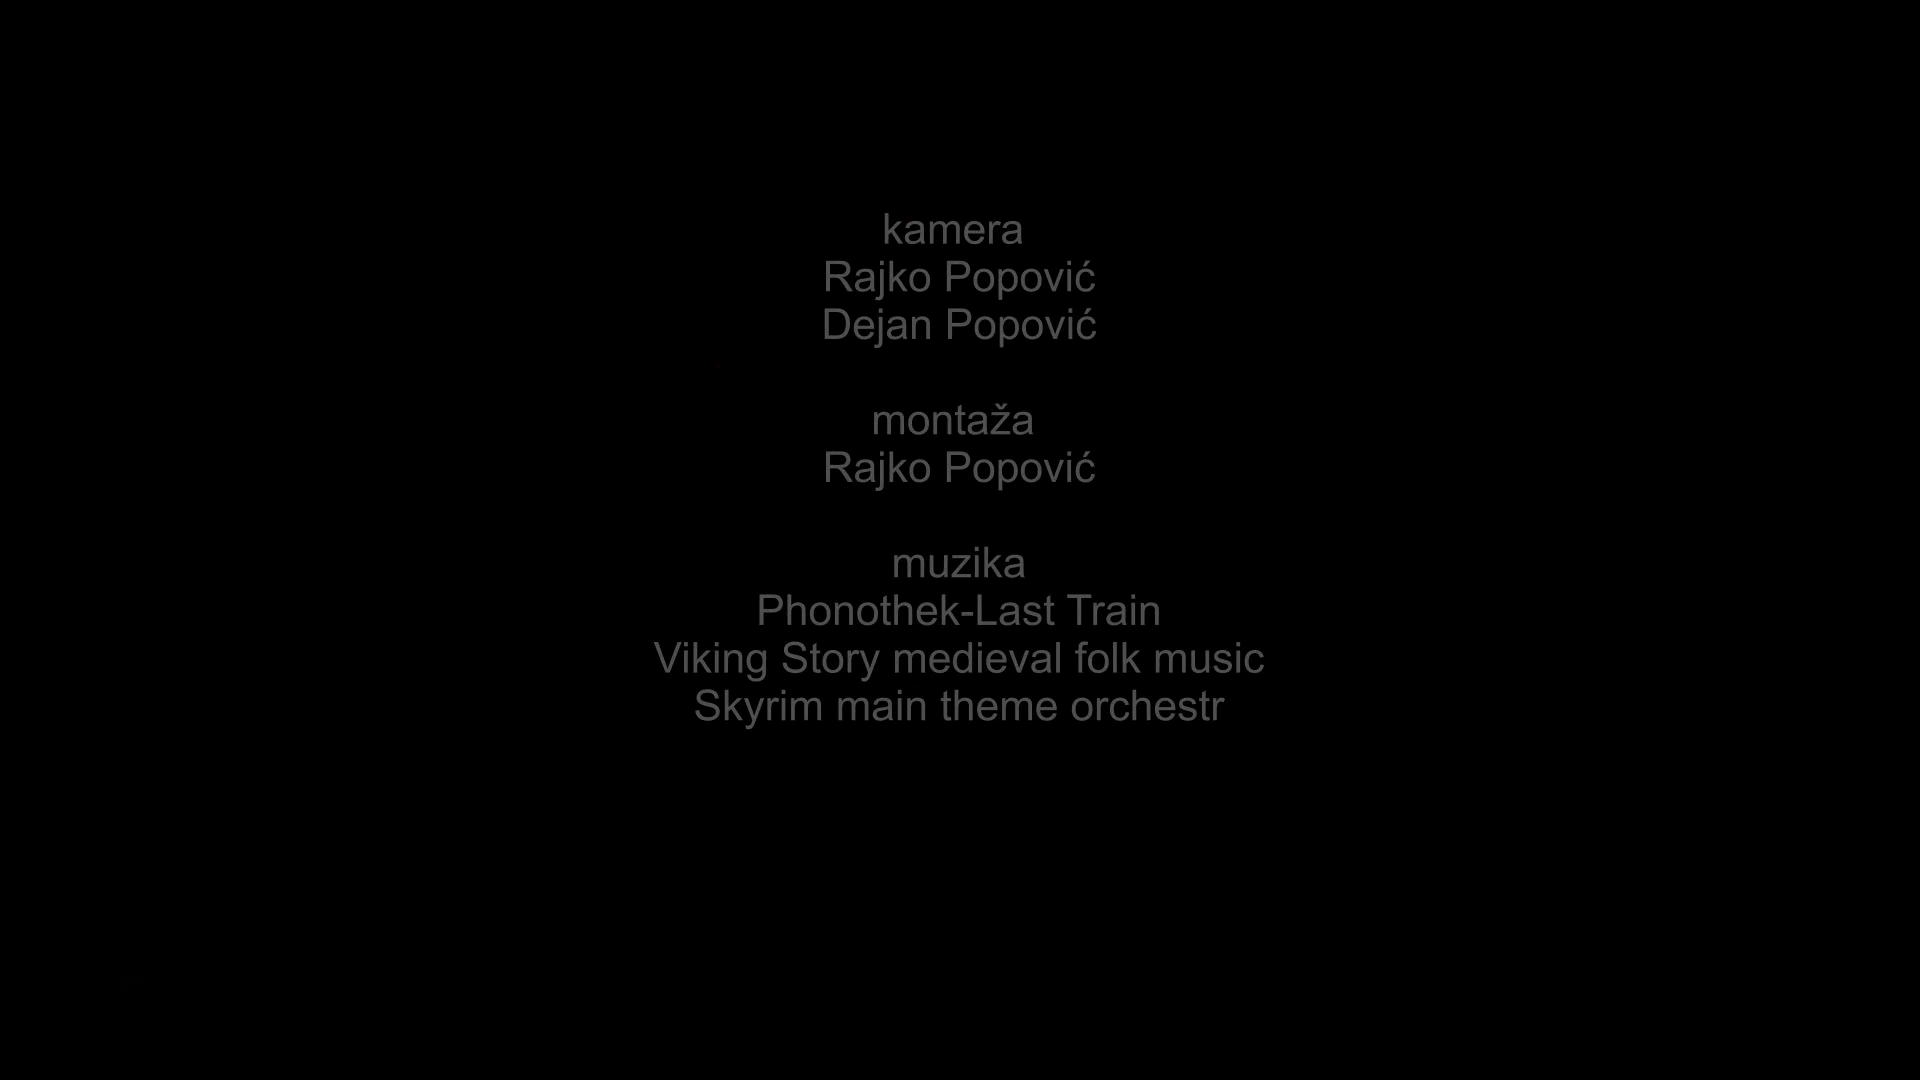 kamera
Rajko Popović
Dejan Popović
montaža
Rajko Popović
muzika
Phonothek-Last Train
Viking Story medieval folk music
Skyrim main theme orchestr